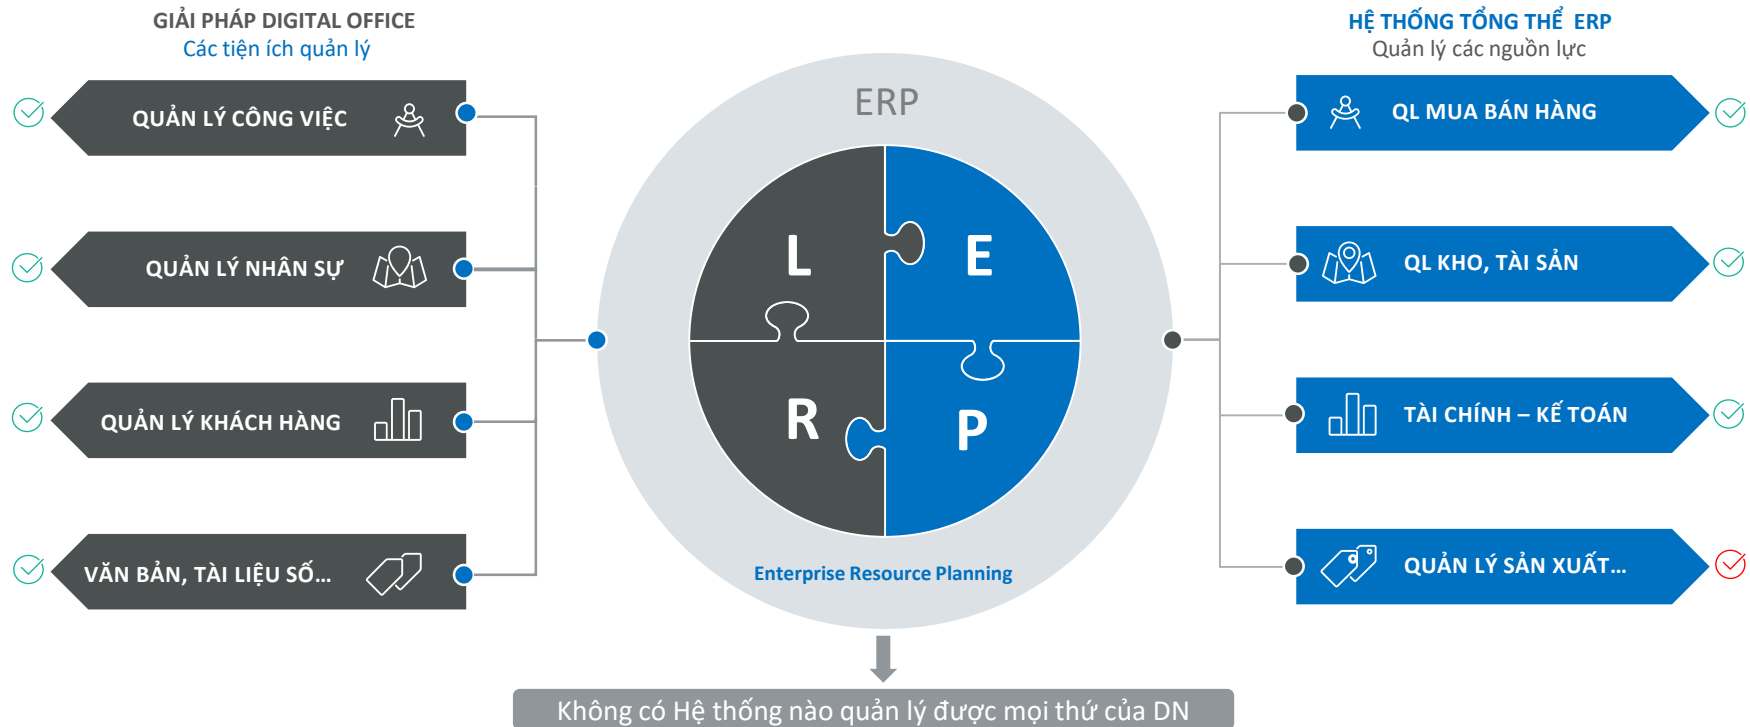 GIẢI PHÁP DIGITAL OFFICE
Các tiện ích quản lý
QUẢN LÝ CÔNG VIỆC
QUẢN LÝ NHÂN SỰ
QUẢN LÝ KHÁCH HÀNG
VĂN BẢN, TÀI LIỆU SỐ...
ERP
L
E
R
P
Enterprise Resource Planning
HỆ THỐNG TỔNG THỂ ERP
Quản lý các nguồn lực
QL MUA BÁN HÀNG
QL KHO, TÀI SẢN
TÀI CHÍNH – KẾ TOÁN
QUẢN LÝ SẢN XUẤT...
Không có Hệ thống nào quản lý được mọi thứ của DN